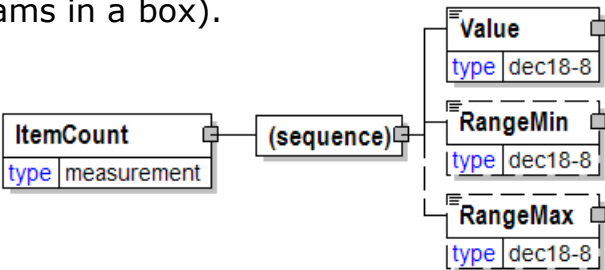 ams in a box).
Value
type dec18-8
ItemCount
type measurement
(sequence)
RangeMin
type dec18-8
RangeMax
type dec18-8